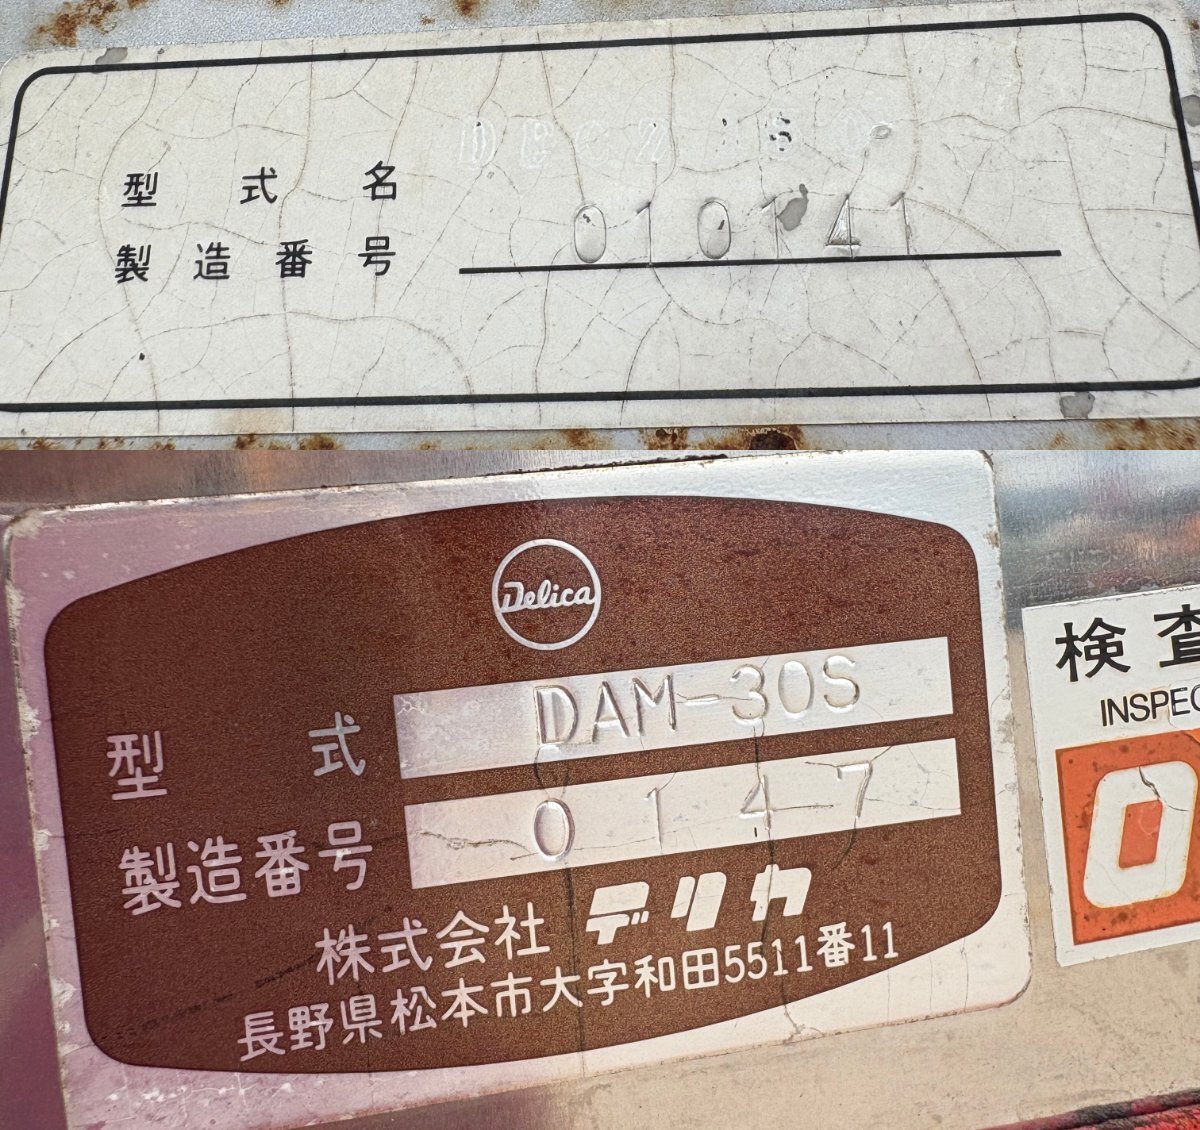 型式名
製造番号 010141
Delica
型式 DAM-30S
製造番号 0147
株式会社 デリカ
長野県松本市大字和田5511番11
検査
INSPEC
O